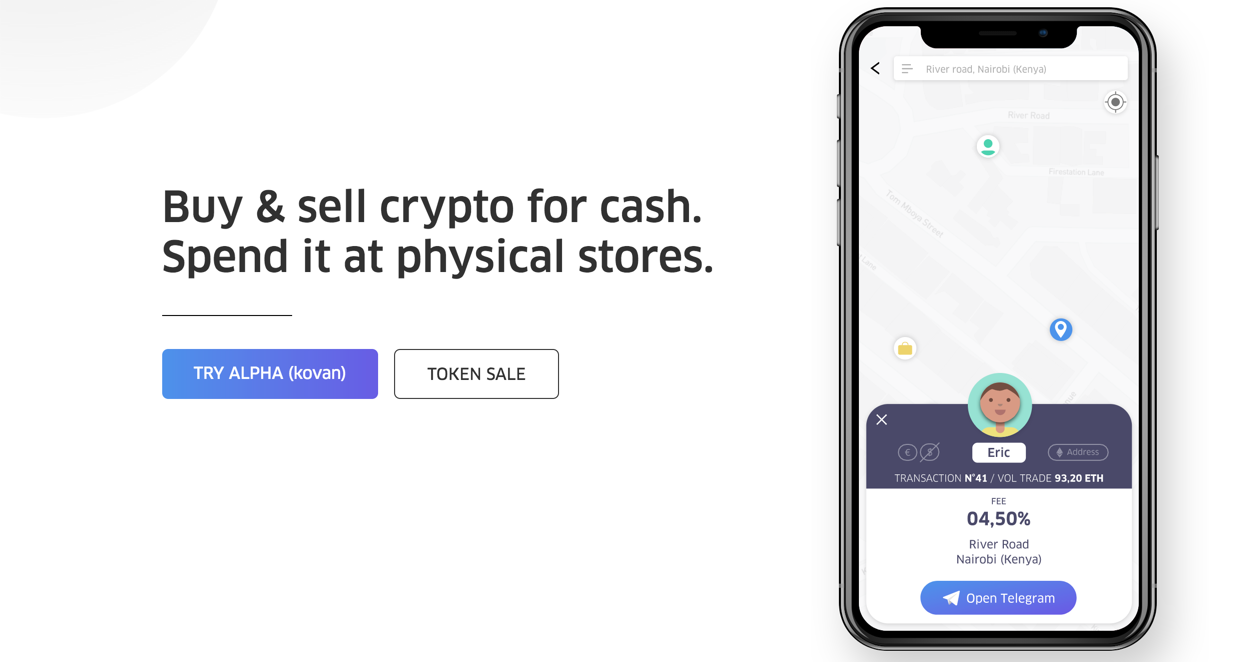 Buy & sell crypto for cash.
Spend it at physical stores.
TRY ALPHA (kovan)
TOKEN SALE
River road, Nairobi (Kenya)
River Road
Firestation Lane
Tom Mboya Street
Lane
€ $
Eric
Address
TRANSACTION N°41 / VOL TRADE 93,20 ETH
FEE
04,50%
River Road
Nairobi (Kenya)
Open Telegram